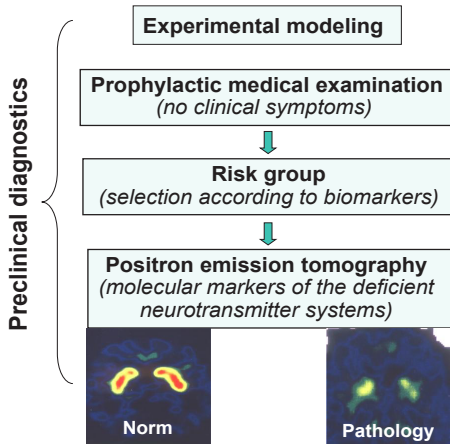 Preclinical diagnostics
Experimental modeling
Prophylactic medical examination
(no clinical symptoms)
Risk group
(selection according to biomarkers)
Positron emission tomography
(molecular markers of the deficient
neurotransmitter systems)
Norm
Pathology